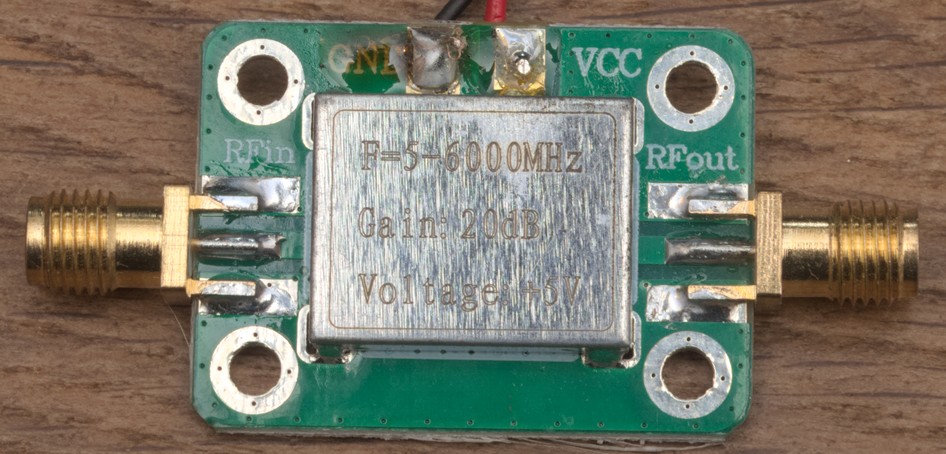 GND
VCC
RFin
RFout
F=5-6000MHz
Gain: 20dB
Voltage: +5V